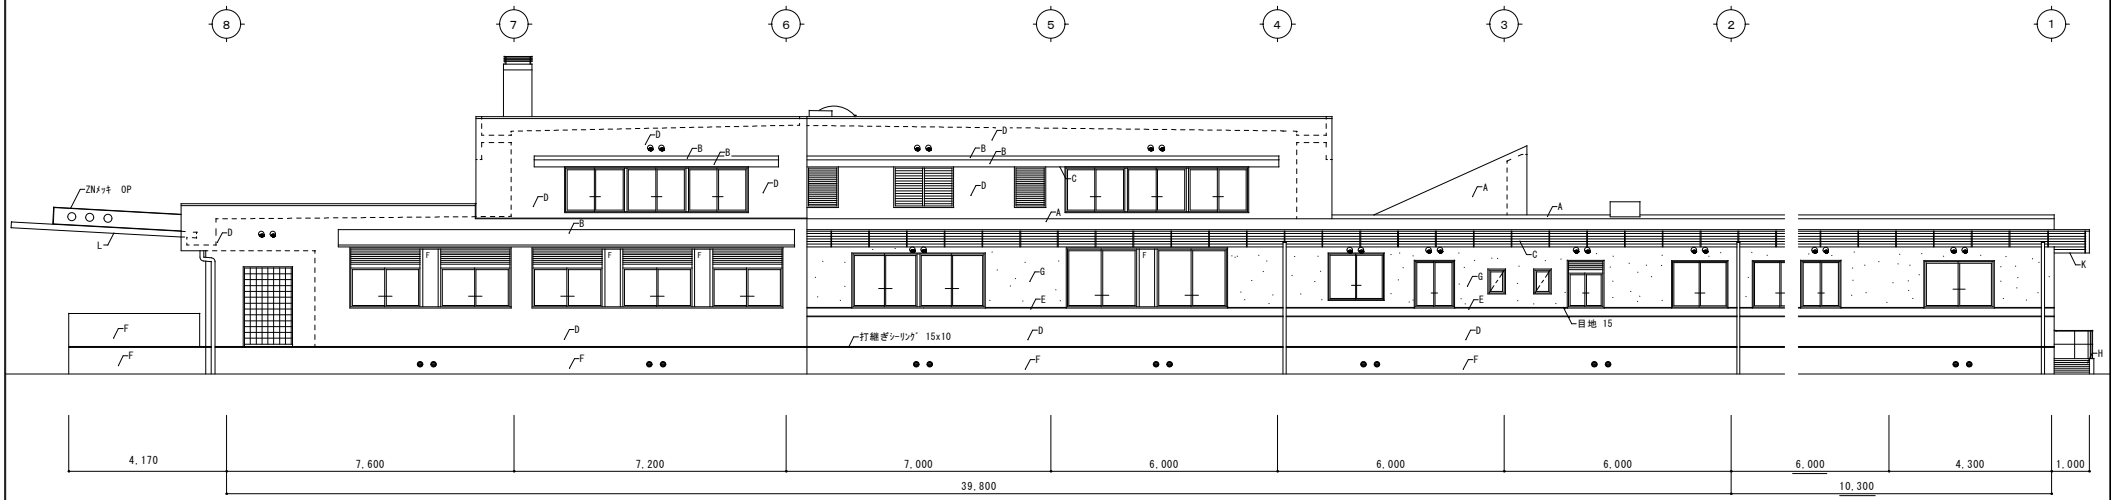 8 7 6 5 4 3 2 1
D D
B B B B
C
D D D A
ZNメッキ OP
A A
B
L D
F F F
G F G C K
E E
F D 打継ぎシーリング 15x10 D D 目地 15
F F F F H
4,170 7,600 7,200 7,000 6,000 6,000 6,000 6,000 4,300 1,000
39,800 10,300